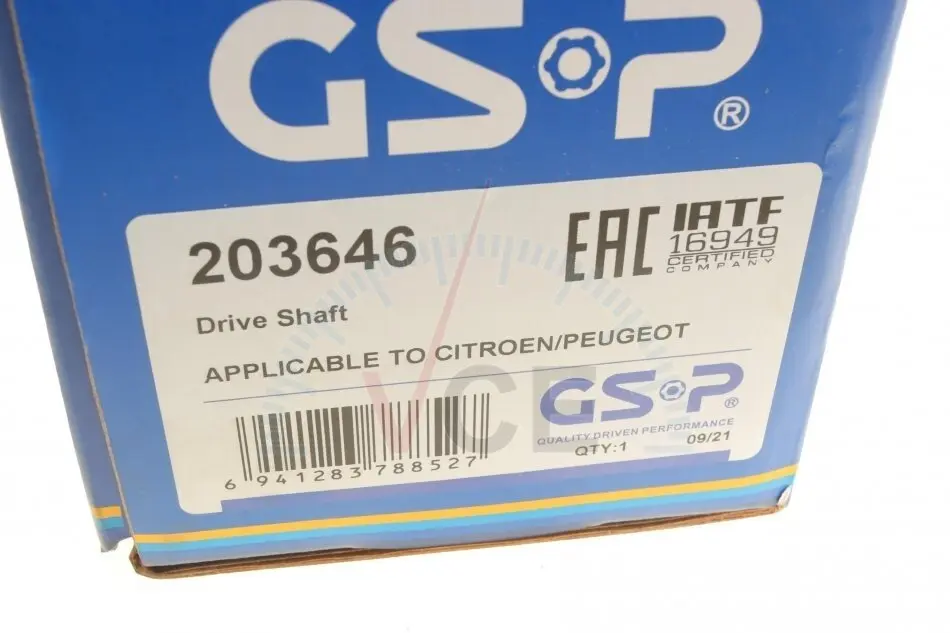 GSP®
203646
EAC
IATF
16949
CERTIFIED
COMPANY
Drive Shaft
APPLICABLE TO CITROEN/PEUGEOT
GSP®
QUALITY DRIVEN PERFORMANCE
QTY:1 09/21
6 941283 788527
VCE